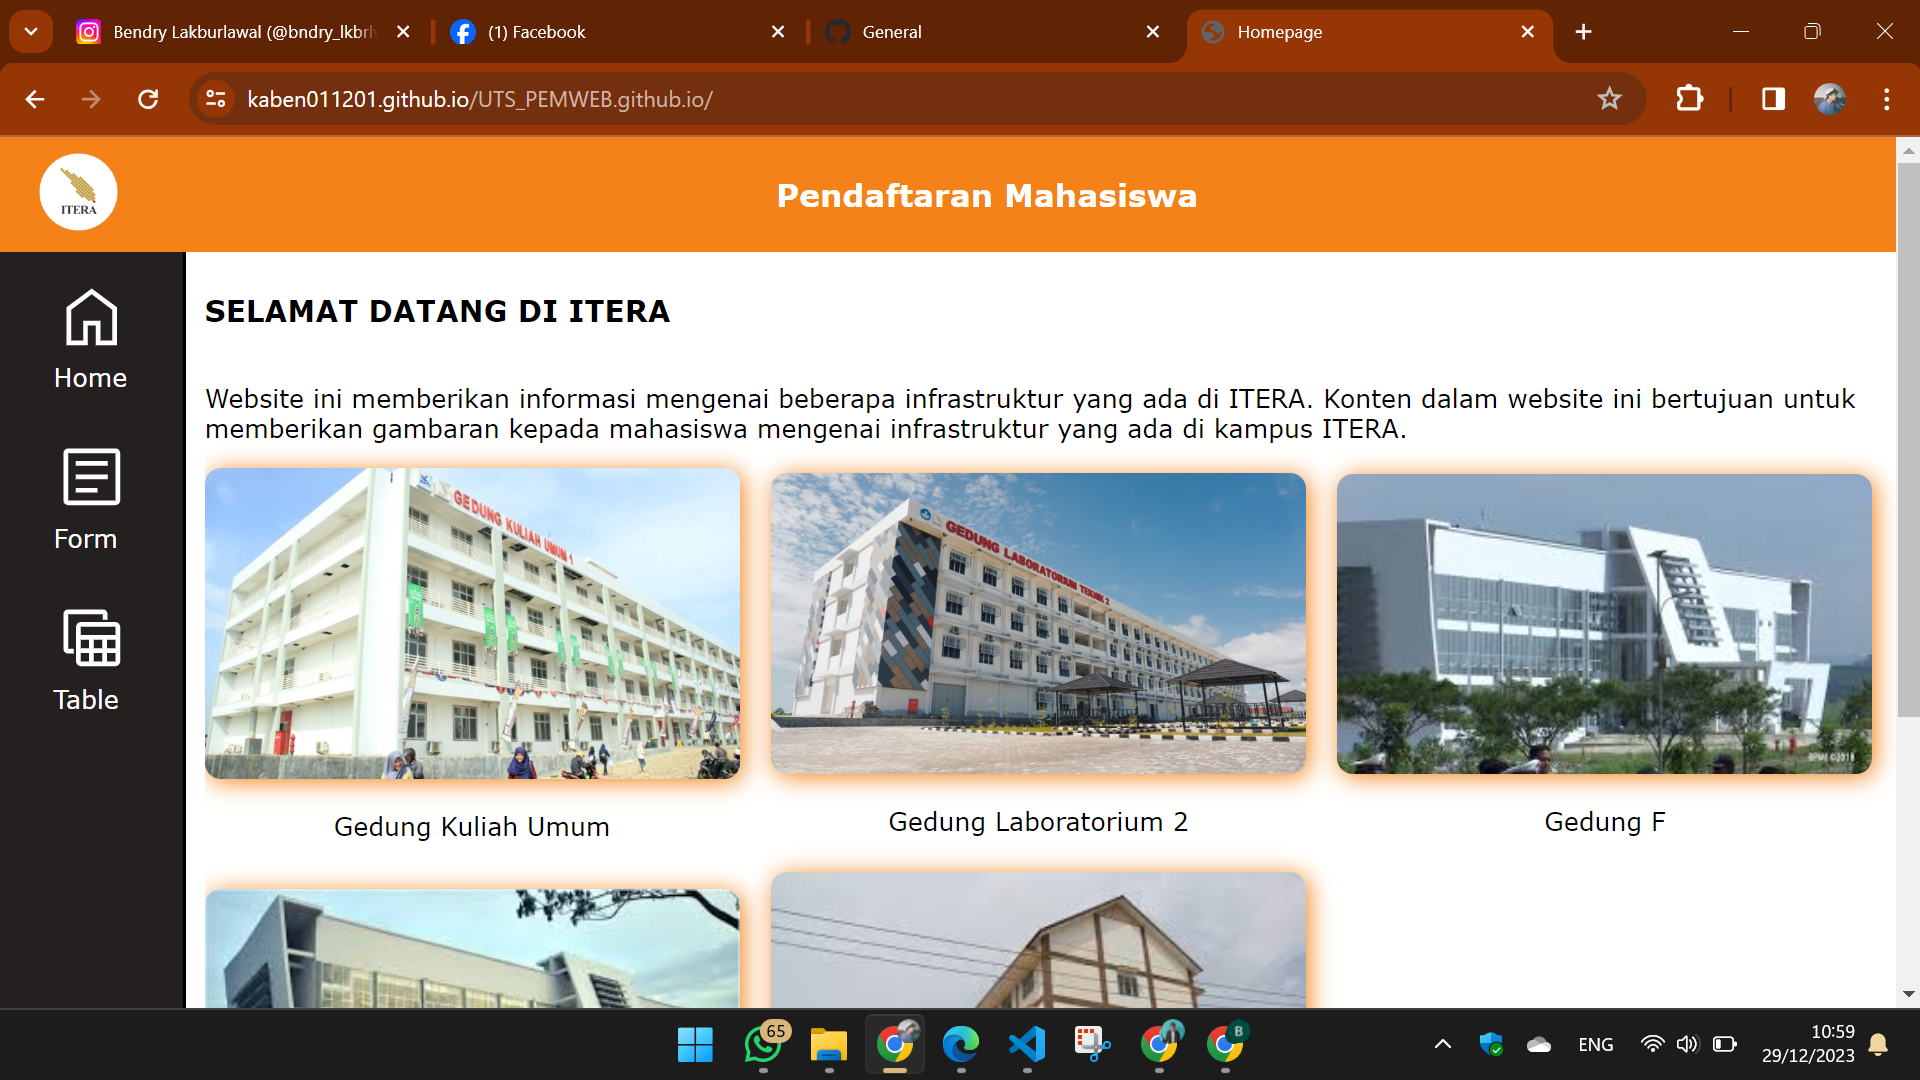 Bendry Lakburlawal (@bndry_lkbrl
(1) Facebook
General
Homepage
kaben011201.github.io/UTS_PEMWEB.github.io/
ITERA
Pendaftaran Mahasiswa
Home
Form
Table
SELAMAT DATANG DI ITERA
Website ini memberikan informasi mengenai beberapa infrastruktur yang ada di ITERA. Konten dalam website ini bertujuan untuk
memberikan gambaran kepada mahasiswa mengenai infrastruktur yang ada di kampus ITERA.
GEDUNG KULIAH UMUM 1
GEDUNG LABORATORIUM TEKNIK 2
BPMI ©2018
Gedung Kuliah Umum
Gedung Laboratorium 2
Gedung F
65
B
ENG
10:59
29/12/2023